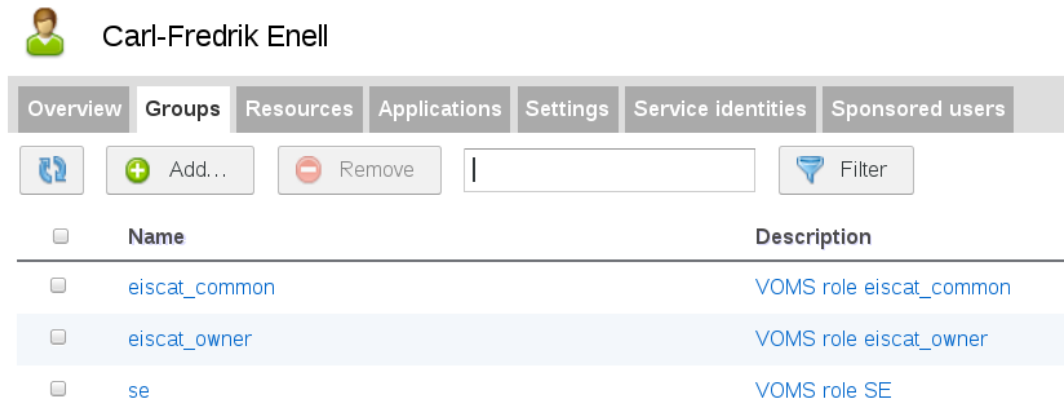 Carl-Fredrik Enell
Overview Groups Resources Applications Settings Service identities Sponsored users
Add... Remove Filter
Name Description
eiscat_common VOMS role eiscat_common
eiscat_owner VOMS role eiscat_owner
se VOMS role SE